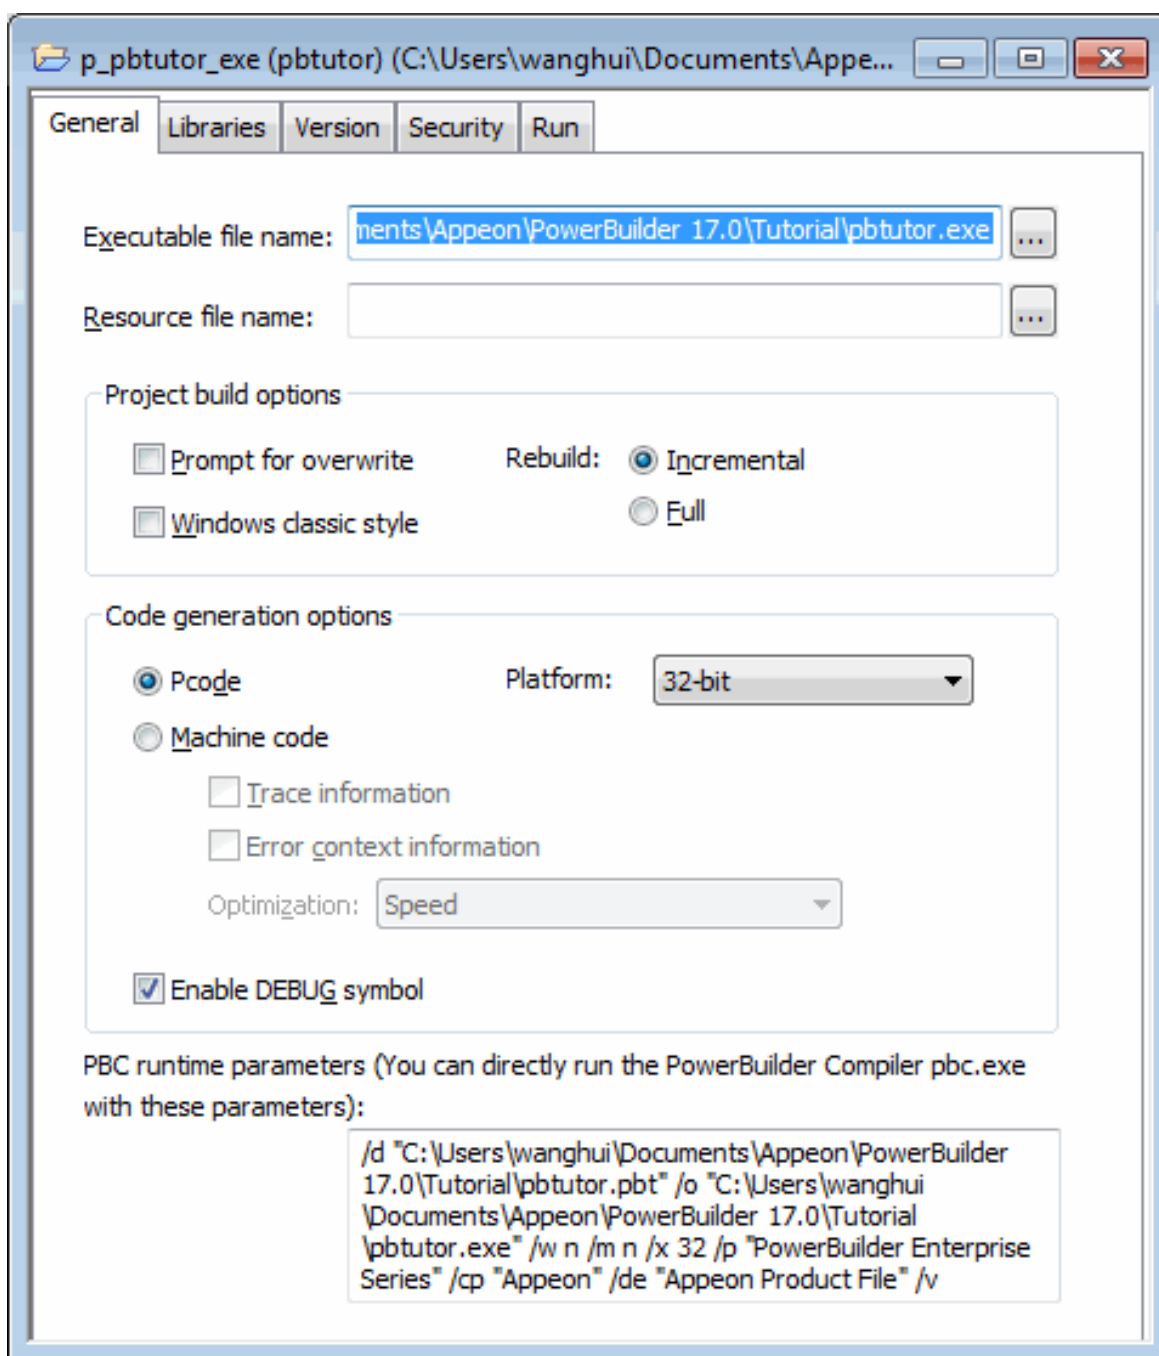 p_pbtutor_exe (pbtutor) (C:\Users\wanghui\Documents\Appe...
General Libraries Version Security Run
Executable file name: ments\Appeon\PowerBuilder 17.0\Tutorial\pbtutor.exe ...
Resource file name: ...
Project build options
Prompt for overwrite Rebuild: Incremental
Windows classic style Full
Code generation options
Pcode Platform: 32-bit
Machine code
Trace information
Error context information
Optimization: Speed
Enable DEBUG symbol
PBC runtime parameters (You can directly run the PowerBuilder Compiler pbc.exe
with these parameters):
/d "C:\Users\wanghui\Documents\Appeon\PowerBuilder
17.0\Tutorial\pbtutor.pbt" /o "C:\Users\wanghui
\Documents\Appeon\PowerBuilder 17.0\Tutorial
\pbtutor.exe" /w n /m n /x 32 /p "PowerBuilder Enterprise
Series" /cp "Appeon" /de "Appeon Product File" /v